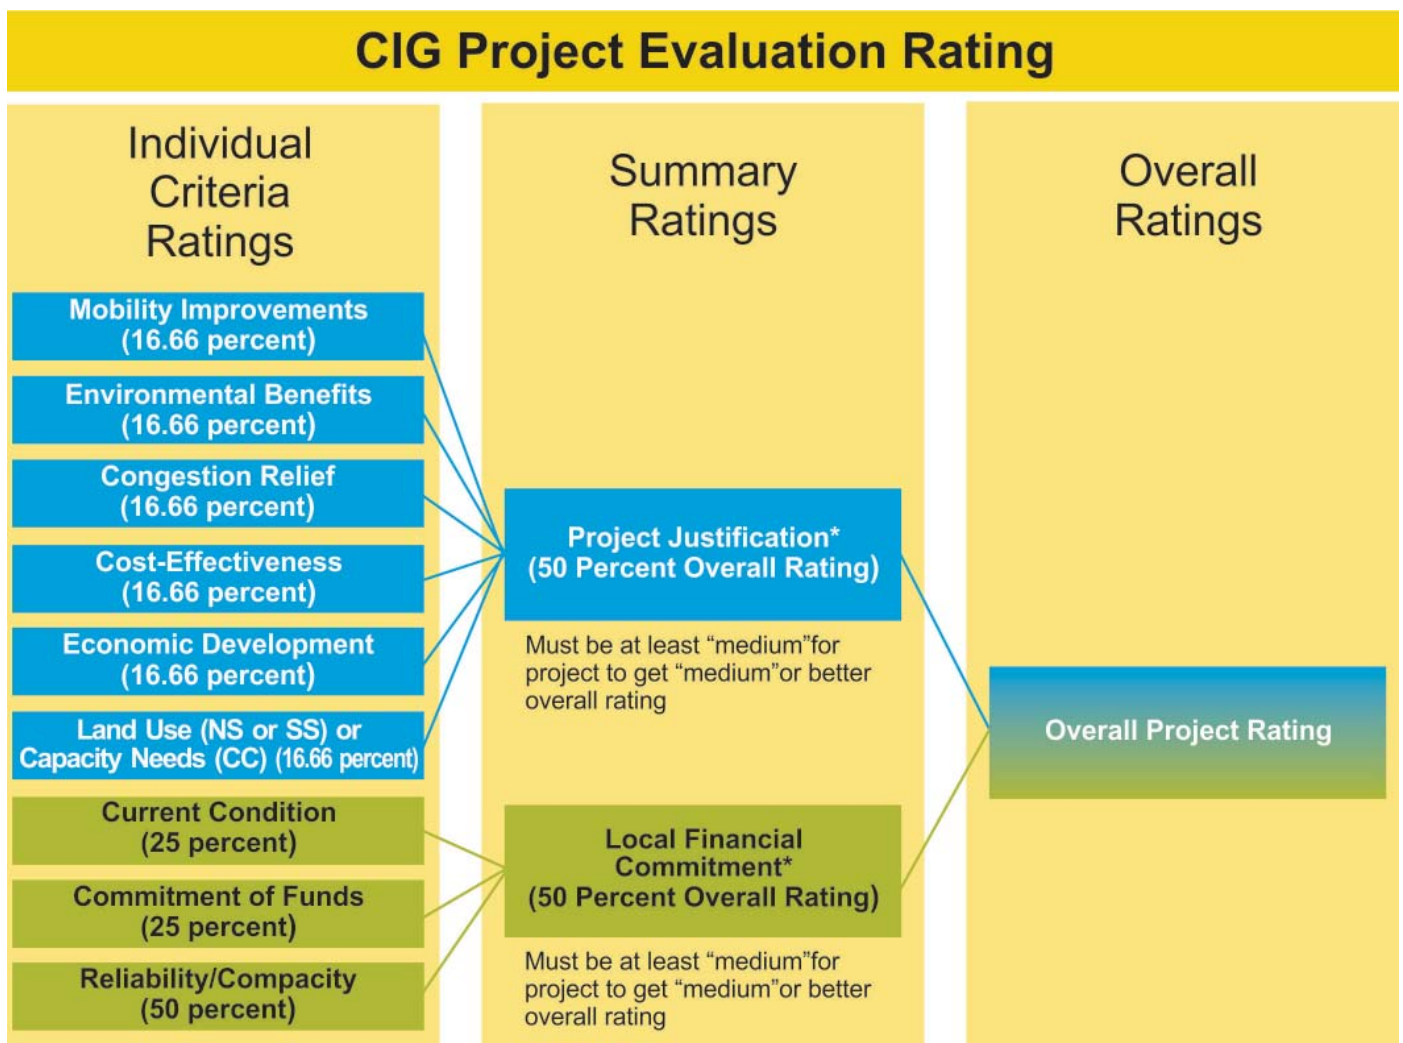 CIG Project Evaluation Rating
Individual
Criteria
Ratings
Mobility Improvements
(16.66 percent)
Environmental Benefits
(16.66 percent)
Congestion Relief
(16.66 percent)
Cost-Effectiveness
(16.66 percent)
Economic Development
(16.66 percent)
Land Use (NS or SS) or
Capacity Needs (CC) (16.66 percent)
Current Condition
(25 percent)
Commitment of Funds
(25 percent)
Reliability/Compacity
(50 percent)
Summary
Ratings
Project Justification*
(50 Percent Overall Rating)
Must be at least “medium”for
project to get “medium”or better
overall rating
Local Financial
Commitment*
(50 Percent Overall Rating)
Must be at least “medium”for
project to get “medium”or better
overall rating
Overall
Ratings
Overall Project Rating